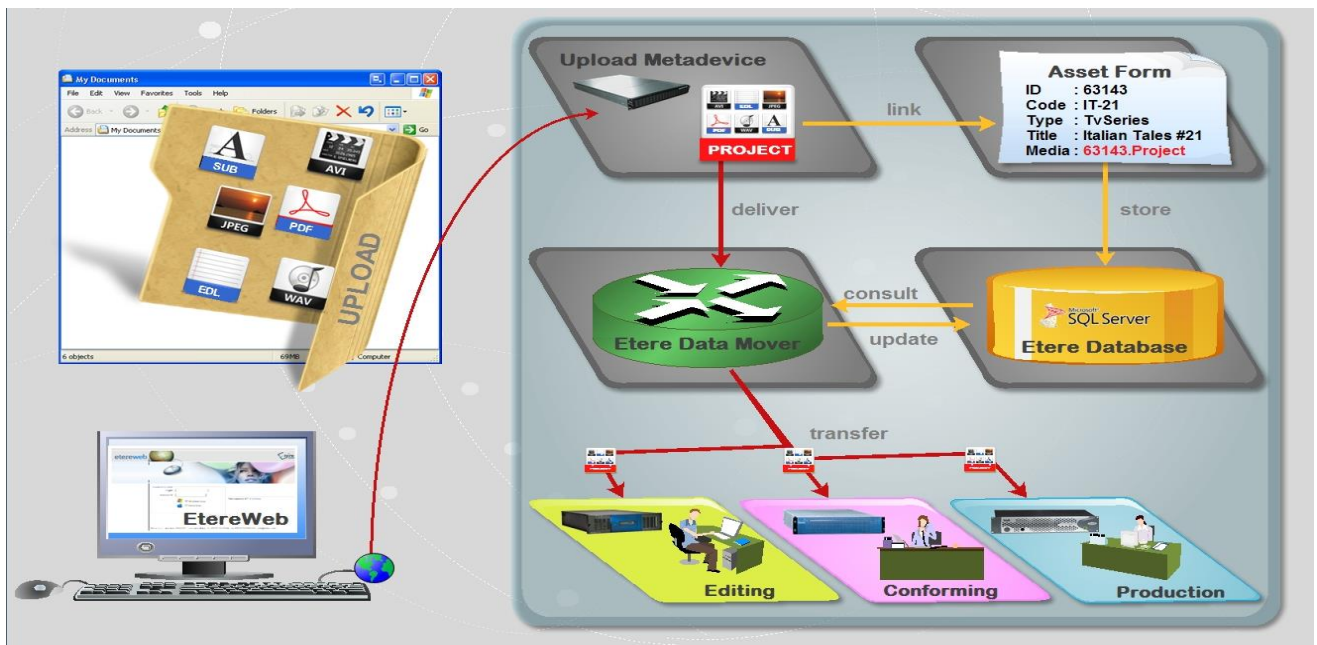 My Documents
File Edit View Favorites Tools Help
Back
Folders
Address My Documents
Go
SUB
AVI
JPEG
PDF
EDL
WAV
UPLOAD
6 objects
69MB
Computer
etereweb
EtereWeb
Upload Metadevice
AVI
EDL
JPEG
PDF
WAV
SUB
PROJECT
link
Asset Form
ID : 63143
Code : IT-21
Type : TvSeries
Title : Italian Tales #21
Media : 63143.Project
deliver
store
Etere Data Mover
consult
update
Microsoft
SQL Server
Etere Database
transfer
Editing
Conforming
Production